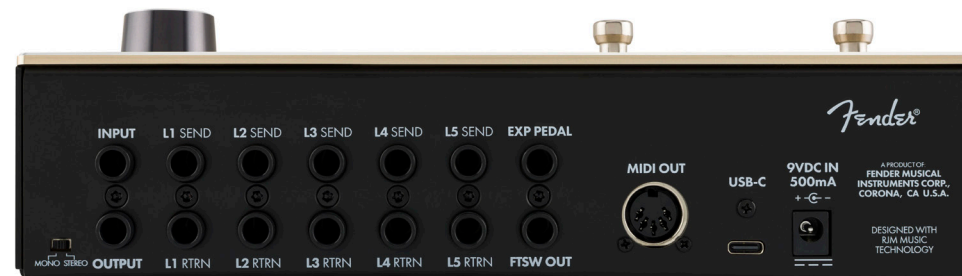 Fender®
INPUT L1 SEND L2 SEND L3 SEND L4 SEND L5 SEND EXP PEDAL
MIDI OUT
USB-C
9VDC IN
500mA
+ -
A PRODUCT OF:
FENDER MUSICAL
INSTRUMENTS CORP.,
CORONA, CA U.S.A.
DESIGNED WITH
RJM MUSIC
TECHNOLOGY
MONO STEREO
OUTPUT L1 RTRN L2 RTRN L3 RTRN L4 RTRN L5 RTRN FTSW OUT